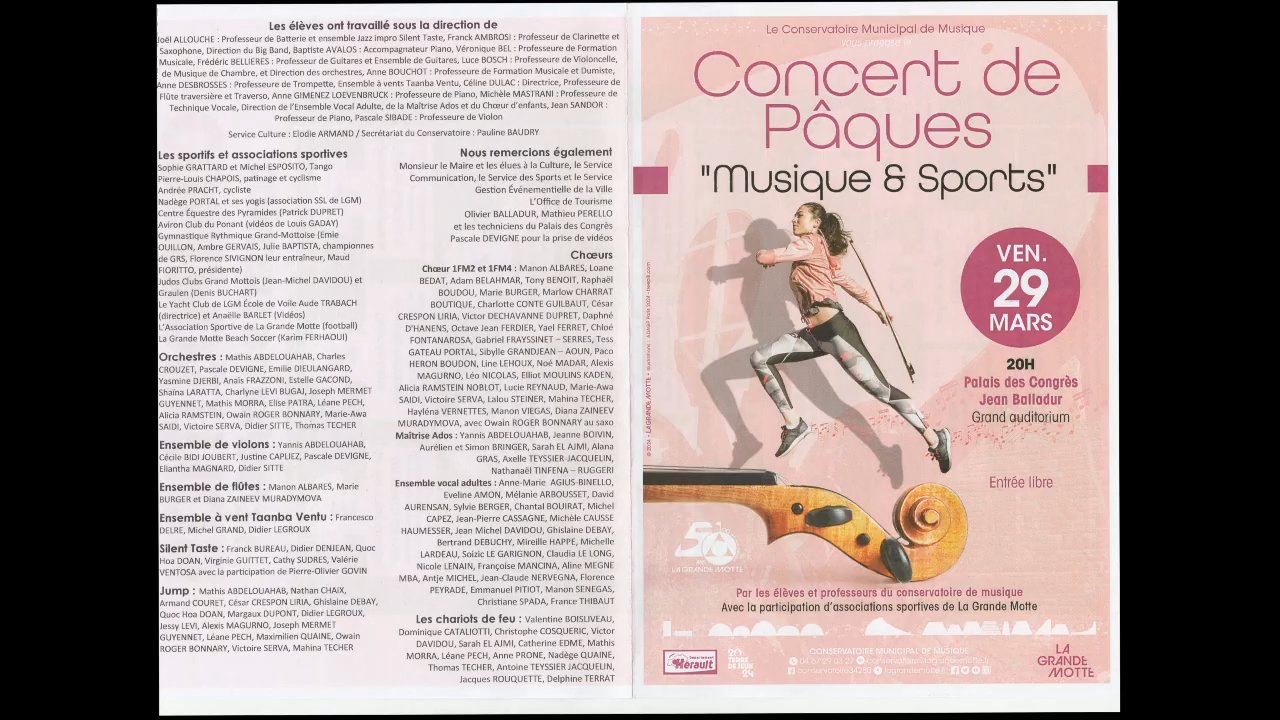 Les élèves ont travaillé sous la direction de
Joël ALLOUCHE : Professeur de Batterie et ensemble Jazz impro Silent Taste, Franck AMBROSI : Professeur de Clarinette et
Saxophone, Direction du Big Band, Baptiste AVALOS : Accompagnateur Piano, Véronique BEL : Professeure de Formation
Musicale, Frédéric BELLIERES : Professeur de Guitares et Ensemble de Guitares, Luce BOSCH : Professeure de Violoncelle,
de Musique de Chambre, et Direction des orchestres, Anne BOUCHOT : Professeure de Formation Musicale et Dumiste,
Anne DESBROSSES : Professeure de Trompette, Ensemble à vents Taanba Ventu, Céline DULAC : Directrice, Professeure de
Flûte traversière et Traverso, Anne GIMENEZ LOEVENBRUCK : Professeure de Piano, Michèle MASTRANI : Professeure de
Technique Vocale, Direction de l'Ensemble Vocal Adulte, de la Maîtrise Ados et du Chœur d'enfants, Jean SANDOR :
Professeur de Piano, Pascale SIBADE : Professeure de Violon
Service Culture : Elodie ARMAND / Secrétariat du Conservatoire : Pauline BAUDRY
Les sportifs et associations sportives
Sophie GRATTARD et Michel ESPOSITO, Tango
Pierre-Louis CHAPOIS, patinage et cyclisme
Andrée PRACHT, cycliste
Nadège PORTAL et ses yogis (association SSL de LGM)
Centre Équestre des Pyramides (Patrick DUPRET)
Aviron Club du Ponant (vidéos de Louis GADAY)
Gymnastique Rythmique Grand-Mottoise (Emie
OUILLON, Ambre GERVAIS, Julie BAPTISTA, championnes
de GRS, Florence SIVIGNON leur entraîneur, Maud
FIORITTO, présidente)
Judos Clubs Grand Mottois (Jean-Michel DAVIDOU) et
Graulen (Denis BUCHART)
Le Yacht Club de LGM École de Voile Aude TRABACH
(directrice) et Anaëlle BARLET (Vidéos)
L'Association Sportive de La Grande Motte (football)
La Grande Motte Beach Soccer (Karim FERHAOUI)
Orchestres : Mathis ABDELOUAHAB, Charles
CROUZET, Pascale DEVIGNE, Emilie DIEULANGARD,
Yasmine DJERBI, Anaïs FRAZZONI, Estelle GACOND,
Shaïna LARATTA, Charlyne LEVI BUGAJ, Joseph MERMET
GUYENNET, Mathis MORRA, Elise PATRA, Léane PECH,
Alicia RAMSTEIN, Owain ROGER BONNARY, Marie-Awa
SAIDI, Victoire SERVA, Didier SITTE, Thomas TECHER
Ensemble de violons : Yannis ABDELOUAHAB,
Cécile BIDI JOUBERT, Justine CAPLIEZ, Pascale DEVIGNE,
Eliantha MAGNARD, Didier SITTE
Ensemble de flûtes : Manon ALBARES, Marie
BURGER et Diana ZAINEEV MURADYMOVA
Ensemble à vent Taanba Ventu : Francesco
DELRE, Michel GRAND, Didier LEGROUX
Silent Taste : Franck BUREAU, Didier DENJEAN, Quoc
Hoa DOAN, Virginie GUITTET, Cathy SUDRES, Valérie
VENTOSA avec la participation de Pierre-Olivier GOVIN
Jump : Mathis ABDELOUAHAB, Nathan CHAIX,
Armand COURET, César CRESPON LIRIA, Ghislaine DEBAY,
Quoc Hoa DOAN, Margaux DUPONT, Didier LEGROUX,
Jessy LEVI, Alexis MAGURNO, Joseph MERMET
GUYENNET, Léane PECH, Maximilien QUAINE, Owain
ROGER BONNARY, Victoire SERVA, Mahina TECHER
Nous remercions également
Monsieur le Maire et les élues à la Culture, le Service
Communication, le Service des Sports et le Service
Gestion Événementielle de la Ville
L'Office de Tourisme
Olivier BALLADUR, Mathieu PERELLO
et les techniciens du Palais des Congrès
Pascale DEVIGNE pour la prise de vidéos
Chœurs
Chœur 1FM2 et 1FM4 : Manon ALBARES, Loane
BEDAT, Adam BELAHMAR, Tony BENOIT, Raphaël
BOUDOU, Marie BURGER, Marlow CHARRAT
BOUTIQUE, Charlotte CONTE GUILBAUT, César
CRESPON LIRIA, Victor DECHAVANNE DUPRET, Daphné
D'HANENS, Octave Jean FERDIER, Yael FERRET, Chloé
FONTANAROSA, Gabriel FRAYSSINET – SERRES, Tess
GATEAU PORTAL, Sibylle GRANDJEAN – AOUN, Paco
HERON BOUDON, Line LEHOUX, Noé MADAR, Alexis
MAGURNO, Léo NICOLAS, Elliot MOULINS KADEN,
Alicia RAMSTEIN NOBLOT, Lucie REYNAUD, Marie-Awa
SAIDI, Victoire SERVA, Lalou STEINER, Mahina TECHER,
Hayléna VERNETTES, Manon VIEGAS, Diana ZAINEEV
MURADYMOVA, avec Owain ROGER BONNARY au saxo
Maîtrise Ados : Yannis ABDELOUAHAB, Jeanne BOIVIN,
Aurélien et Simon BRINGER, Sarah EL AJMI, Alana
GRAS, Axelle TEYSSIER-JACQUELIN,
Nathanaël TINFENA – RUGGERI
Ensemble vocal adultes : Anne-Marie AGIUS-BINELLO,
Eveline AMON, Mélanie ARBOUSSET, David
AURENSAN, Sylvie BERGER, Chantal BOUIRAT, Michel
CAPEZ, Jean-Pierre CASSAGNE, Michèle CAUSSE
HAUMESSER, Jean Michel DAVIDOU, Ghislaine DEBAY,
Bertrand DEBUCHY, Mireille HAPPE, Michelle
LARDEAU, Soizic LE GARIGNON, Claudia LE LONG,
Nicole LENAIN, Françoise MANCINA, Aline MEGNE
MBA, Antje MICHEL, Jean-Claude NERVEGNA, Florence
PEYRADE, Emmanuel PITIOT, Manon SENEGAS,
Christiane SPADA, France THIBAUT
Les chariots de feu : Valentine BOISLIVEAU,
Dominique CATALIOTTI, Christophe COSQUERIC, Victor
DAVIDOU, Sarah EL AJMI, Catherine EDME, Mathis
MORRA, Léane PECH, Anne PRONE, Nadège QUAINE,
Thomas TECHER, Antoine TEYSSIER JACQUELIN,
Jacques ROUQUETTE, Delphine TERRAT
Le Conservatoire Municipal de Musique
vous propose le
Concert de
Pâques
"Musique & Sports"
VEN.
29
MARS
20H
Palais des Congrès
Jean Balladur
Grand auditorium
Entrée libre
50
LA GRANDE MOTTE
Par les élèves et professeurs du conservatoire de musique
Avec la participation d'associations sportives de La Grande Motte
Département
Hérault
CONSERVATOIRE MUNICIPAL DE MUSIQUE
LA
GRANDE
MOTTE